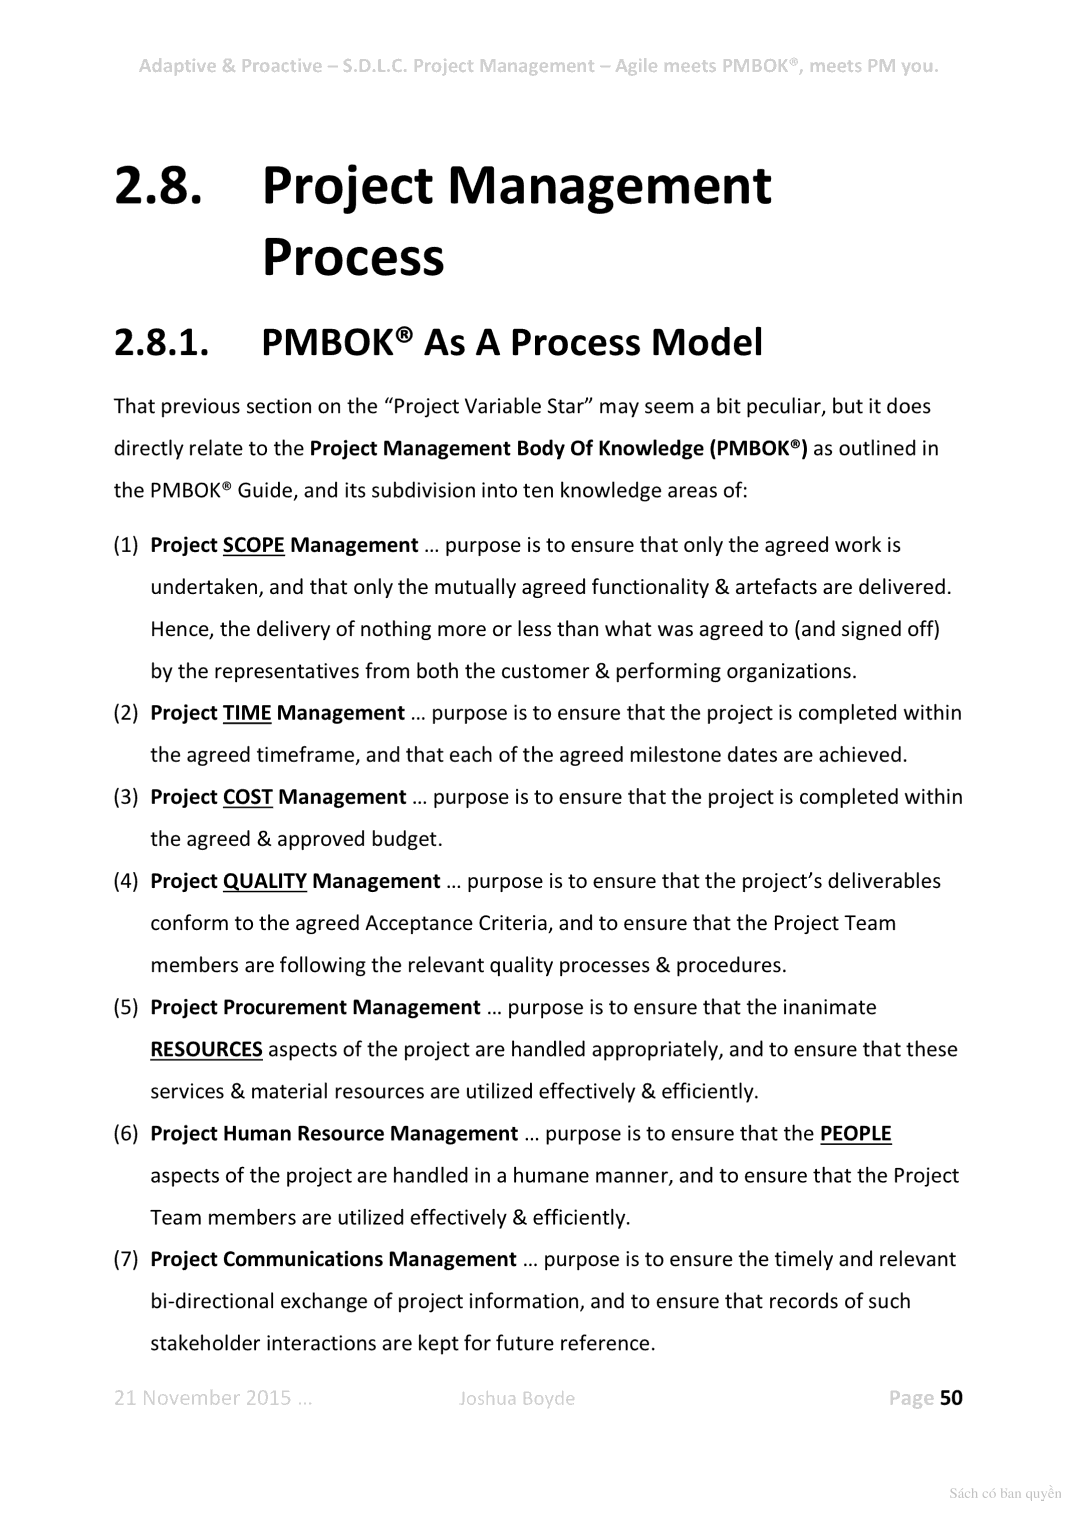 Adaptive & Proactive – S.D.L.C. Project Management – Agile meets PMBOK®, meets PM you.
2.8. Project Management
Process
2.8.1. PMBOK® As A Process Model
That previous section on the “Project Variable Star” may seem a bit peculiar, but it does
directly relate to the Project Management Body Of Knowledge (PMBOK®) as outlined in
the PMBOK® Guide, and its subdivision into ten knowledge areas of:
(1) Project SCOPE Management … purpose is to ensure that only the agreed work is
undertaken, and that only the mutually agreed functionality & artefacts are delivered.
Hence, the delivery of nothing more or less than what was agreed to (and signed off)
by the representatives from both the customer & performing organizations.
(2) Project TIME Management … purpose is to ensure that the project is completed within
the agreed timeframe, and that each of the agreed milestone dates are achieved.
(3) Project COST Management … purpose is to ensure that the project is completed within
the agreed & approved budget.
(4) Project QUALITY Management … purpose is to ensure that the project’s deliverables
conform to the agreed Acceptance Criteria, and to ensure that the Project Team
members are following the relevant quality processes & procedures.
(5) Project Procurement Management … purpose is to ensure that the inanimate
RESOURCES aspects of the project are handled appropriately, and to ensure that these
services & material resources are utilized effectively & efficiently.
(6) Project Human Resource Management … purpose is to ensure that the PEOPLE
aspects of the project are handled in a humane manner, and to ensure that the Project
Team members are utilized effectively & efficiently.
(7) Project Communications Management … purpose is to ensure the timely and relevant
bi-directional exchange of project information, and to ensure that records of such
stakeholder interactions are kept for future reference.
21 November 2015 … Joshua Boyde Page 50
Sách có bản quyền